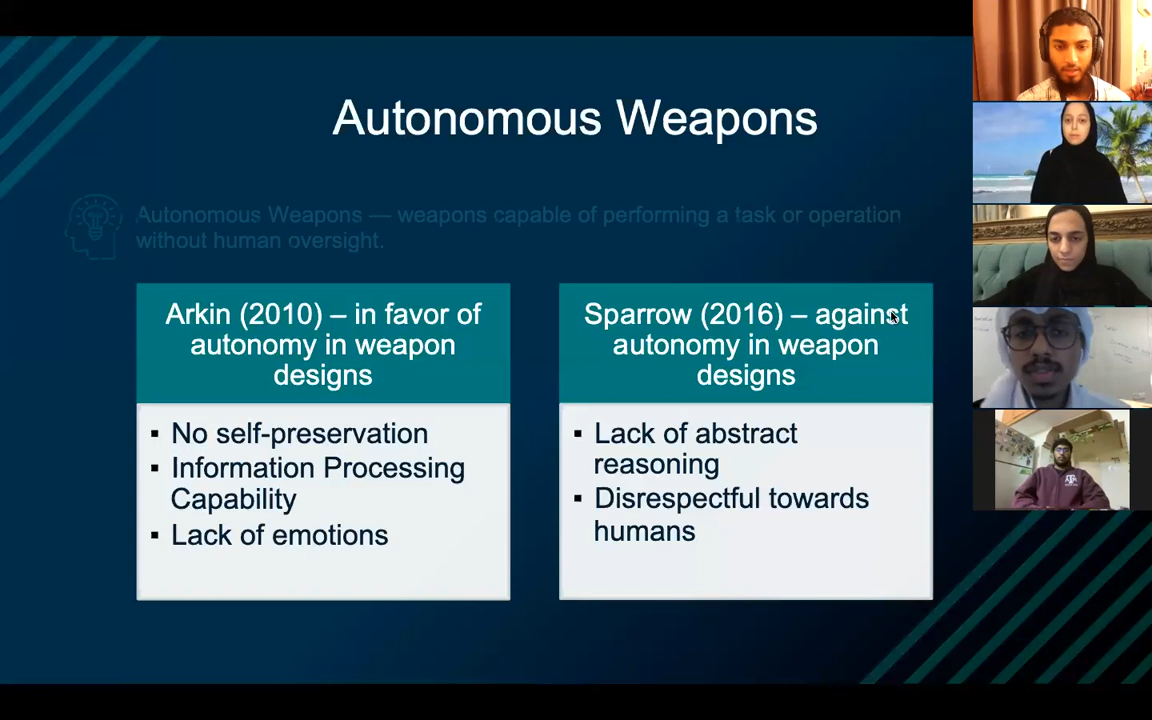 Autonomous Weapons
Autonomous Weapons — weapons capable of performing a task or operation
without human oversight.
Arkin (2010) – in favor of
autonomy in weapon
designs
▪ No self-preservation
▪ Information Processing
Capability
▪ Lack of emotions
Sparrow (2016) – against
autonomy in weapon
designs
▪ Lack of abstract
reasoning
▪ Disrespectful towards
humans